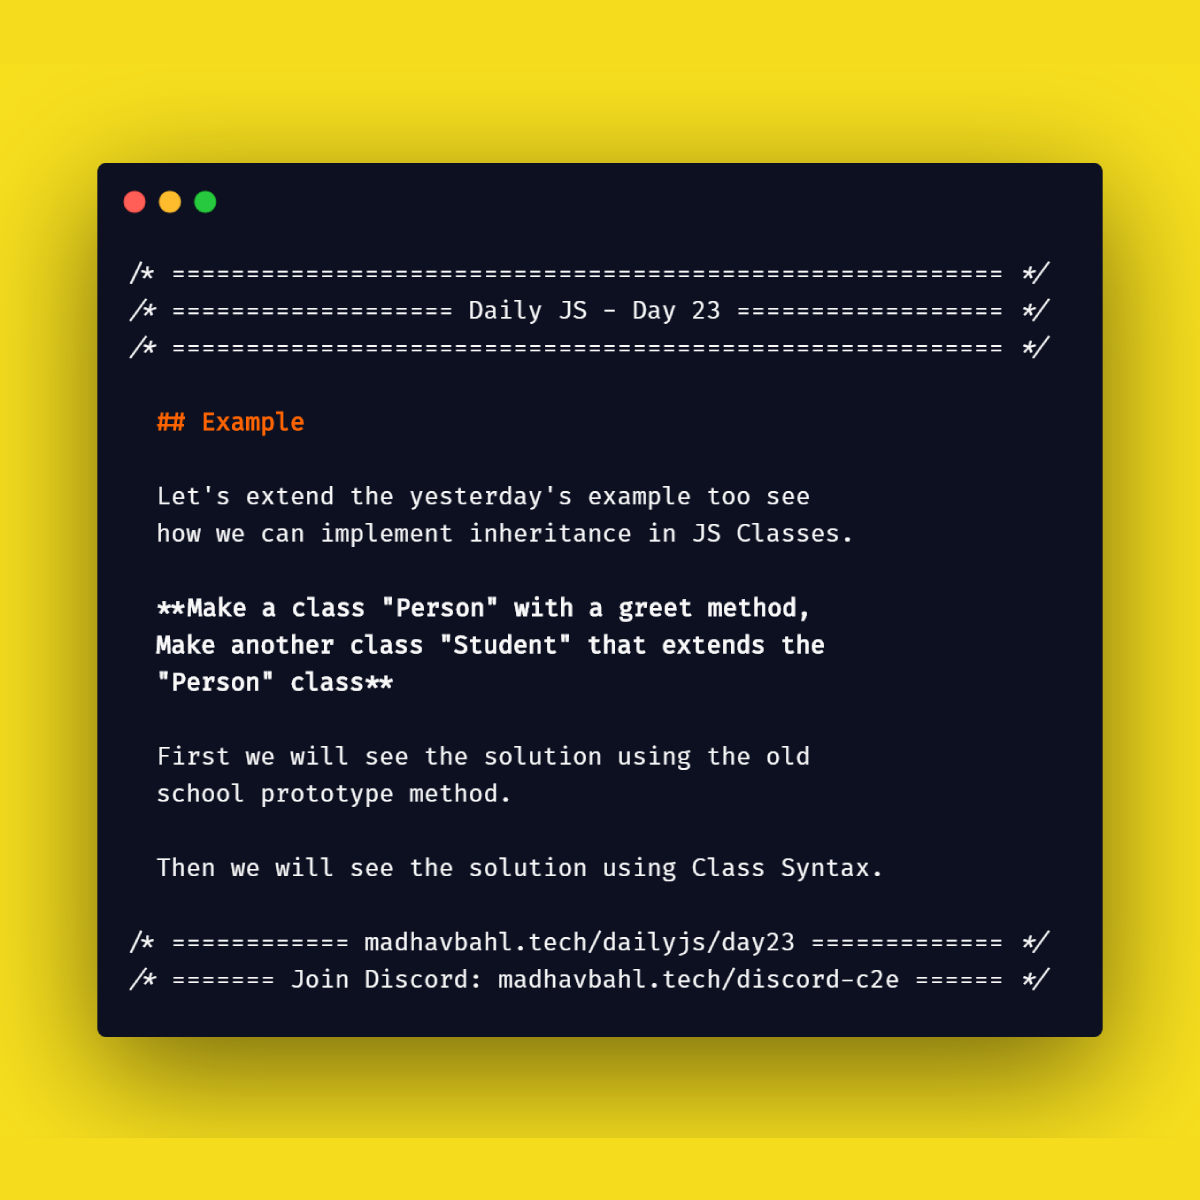 /* ======================================================== */
/* =================== Daily JS - Day 23 ================== */
/* ======================================================== */
## Example
Let's extend the yesterday's example too see
how we can implement inheritance in JS Classes.
**Make a class "Person" with a greet method,
Make another class "Student" that extends the
"Person" class**
First we will see the solution using the old
school prototype method.
Then we will see the solution using Class Syntax.
/* ============ madhavbahl.tech/dailyjs/day23 ============= */
/* ======= Join Discord: madhavbahl.tech/discord-c2e ====== */